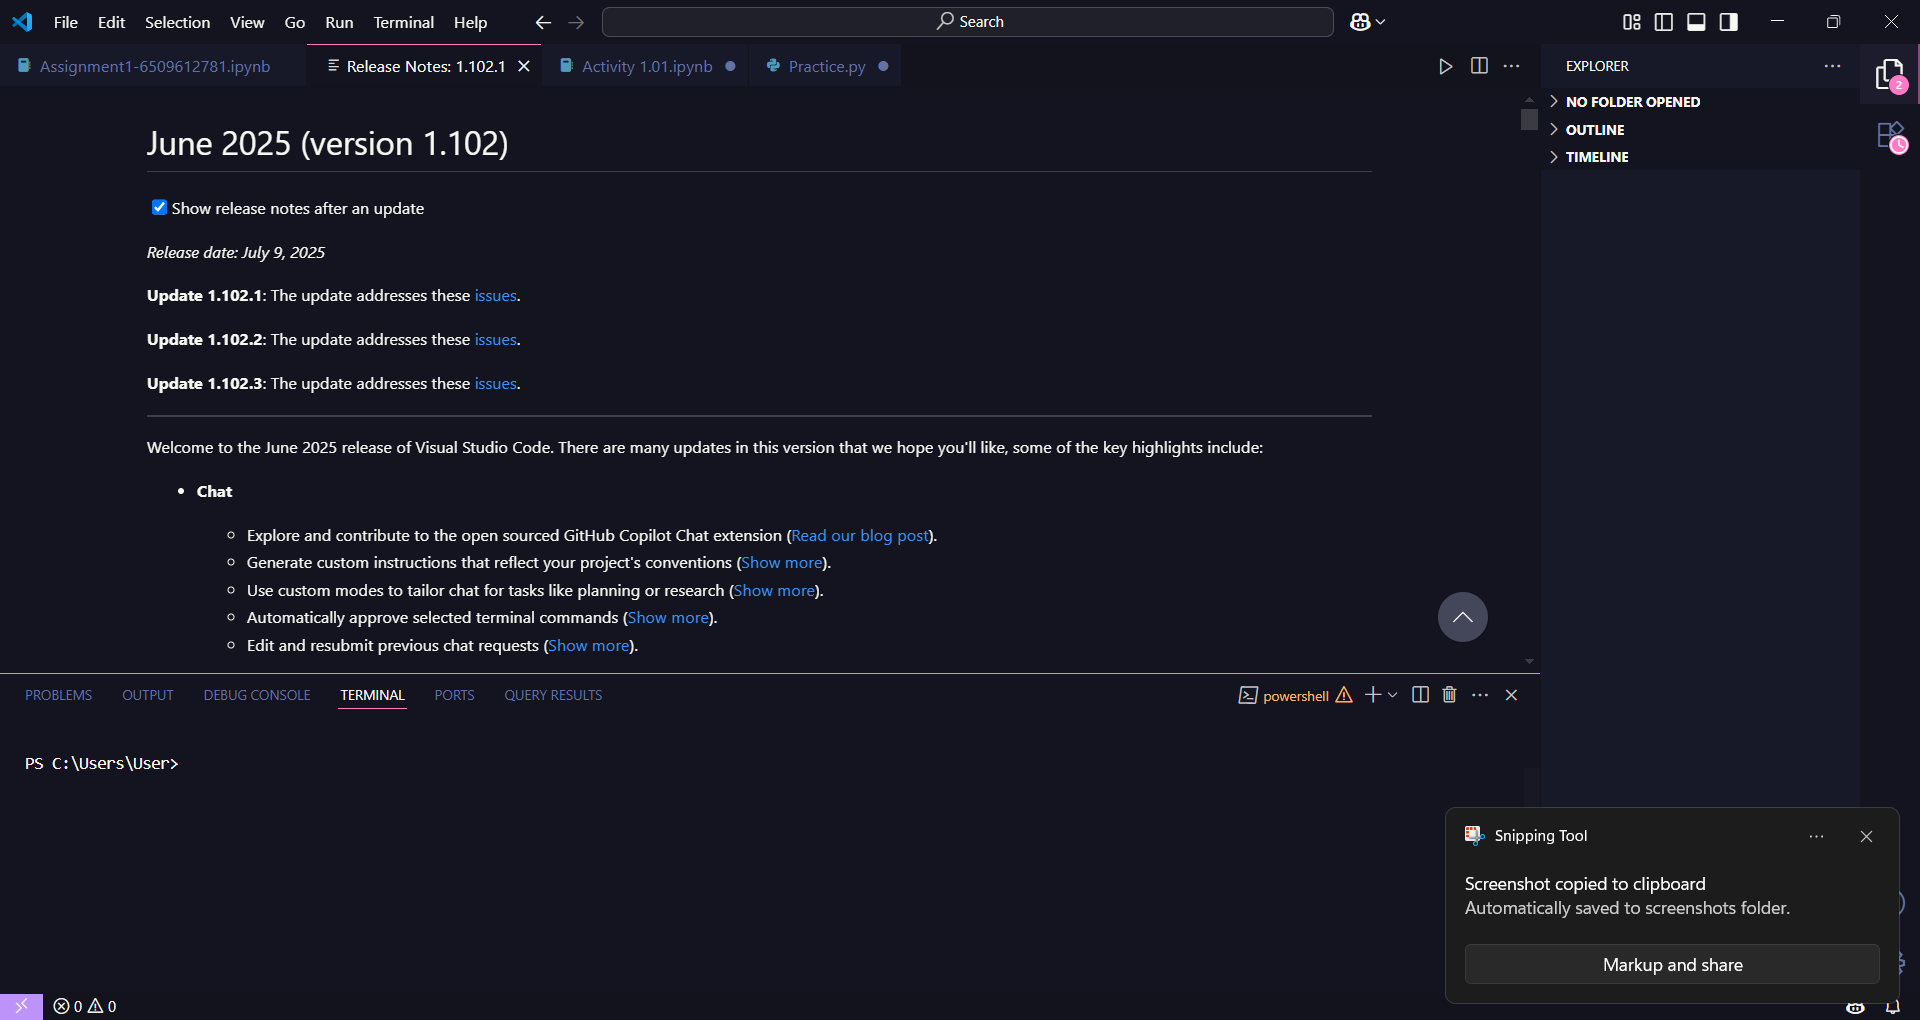 File Edit Selection View Go Run Terminal Help
Search
Assignment1-6509612781.ipynb
Release Notes: 1.102.1
Activity 1.01.ipynb
Practice.py
EXPLORER
2
NO FOLDER OPENED
OUTLINE
TIMELINE
June 2025 (version 1.102)
Show release notes after an update
Release date: July 9, 2025
Update 1.102.1: The update addresses these issues.
Update 1.102.2: The update addresses these issues.
Update 1.102.3: The update addresses these issues.
Welcome to the June 2025 release of Visual Studio Code. There are many updates in this version that we hope you'll like, some of the key highlights include:
• Chat
Explore and contribute to the open sourced GitHub Copilot Chat extension (Read our blog post).
Generate custom instructions that reflect your project's conventions (Show more).
Use custom modes to tailor chat for tasks like planning or research (Show more).
Automatically approve selected terminal commands (Show more).
Edit and resubmit previous chat requests (Show more).
PROBLEMS OUTPUT DEBUG CONSOLE TERMINAL PORTS QUERY RESULTS
powershell
PS C:\Users\User>
Snipping Tool
Screenshot copied to clipboard
Automatically saved to screenshots folder.
Markup and share
0 0